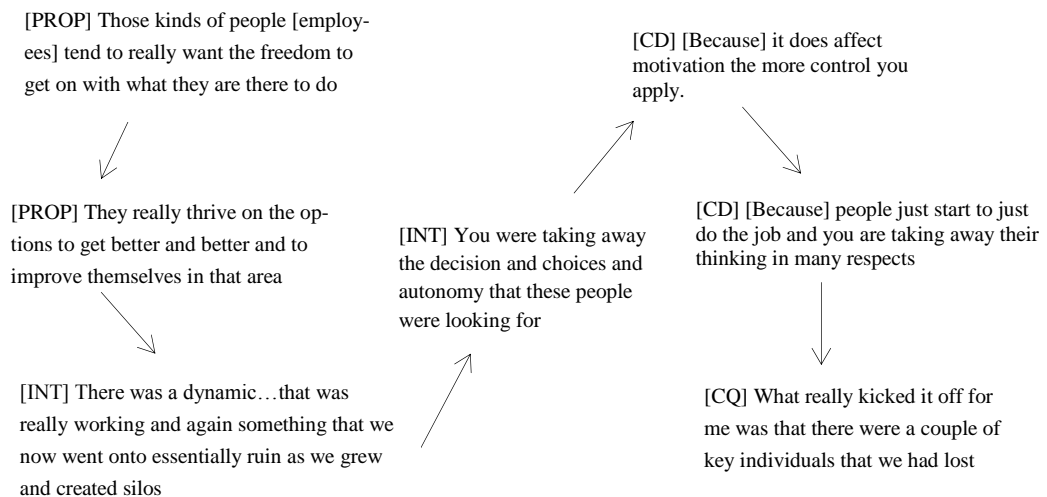 [PROP] Those kinds of people [employ-
ees] tend to really want the freedom to
get on with what they are there to do
[PROP] They really thrive on the op-
tions to get better and better and to
improve themselves in that area
[INT] There was a dynamic…that was
really working and again something that we
now went onto essentially ruin as we grew
and created silos
[INT] You were taking away
the decision and choices and
autonomy that these people
were looking for
[CD] [Because] it does affect
motivation the more control you
apply.
[CD] [Because] people just start to just
do the job and you are taking away their
thinking in many respects
[CQ] What really kicked it off for
me was that there were a couple of
key individuals that we had lost